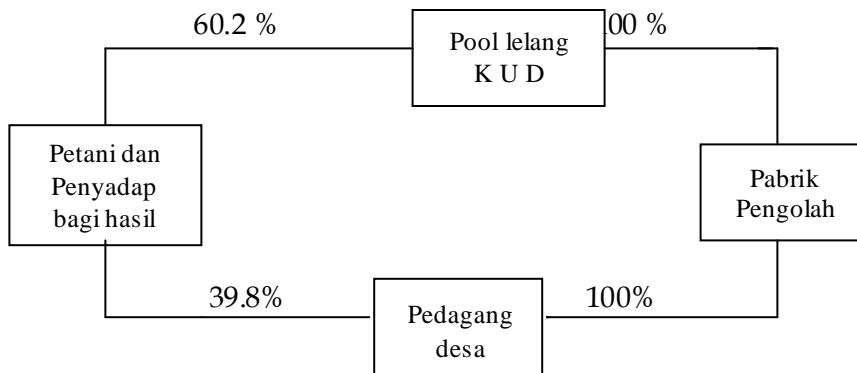 60.2 %
Pool lelang
K U D
00 %
Petani dan
Penyadap
bagi hasil
Pabrik
Pengolah
39.8%
Pedagang
desa
100%